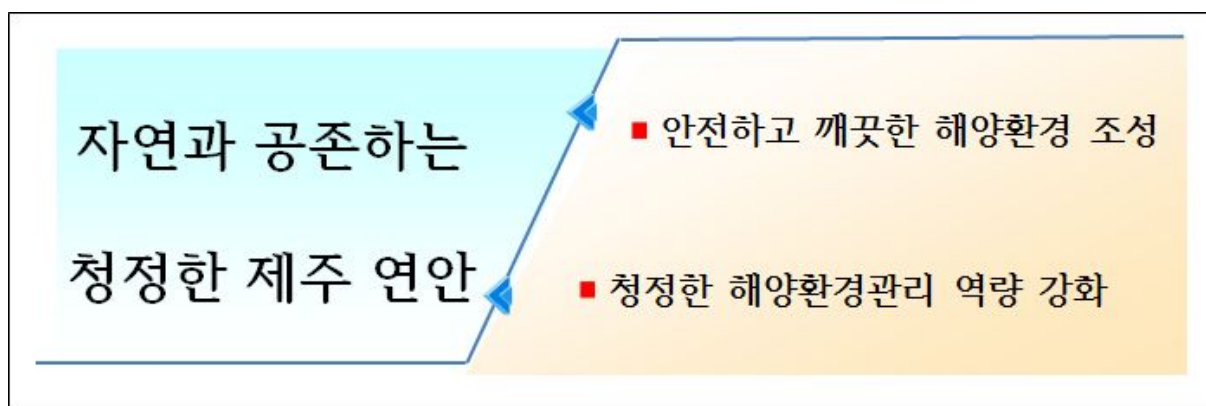 자연과 공존하는
청정한 제주 연안
■ 안전하고 깨끗한 해양환경 조성
■ 청정한 해양환경관리 역량 강화